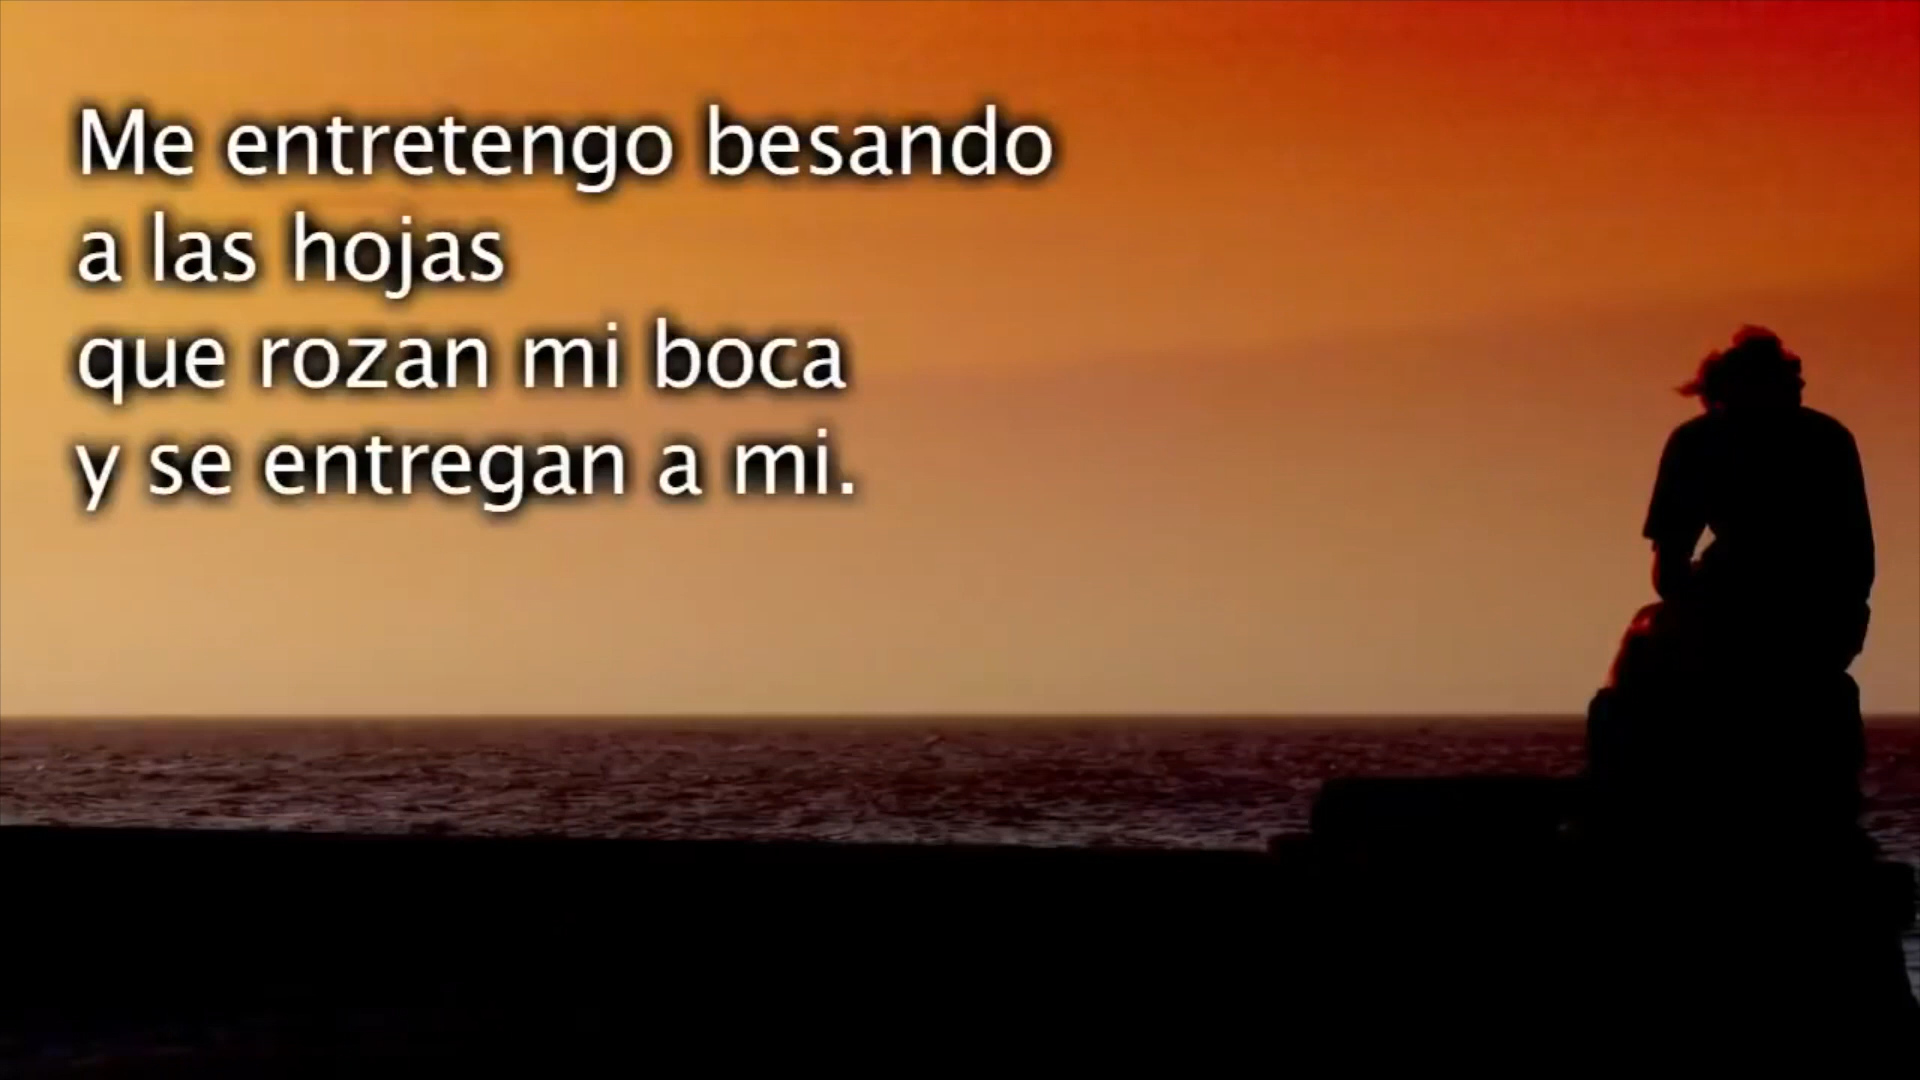 Me entretengo besando
a las hojas
que rozan mi boca
y se entregan a mi.